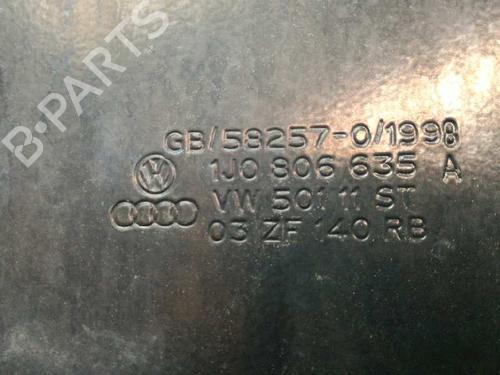 B-PARTS
GB/58257-0/1998
1J0 806 635 A
VW 501 11 ST
03 ZF 140 RB